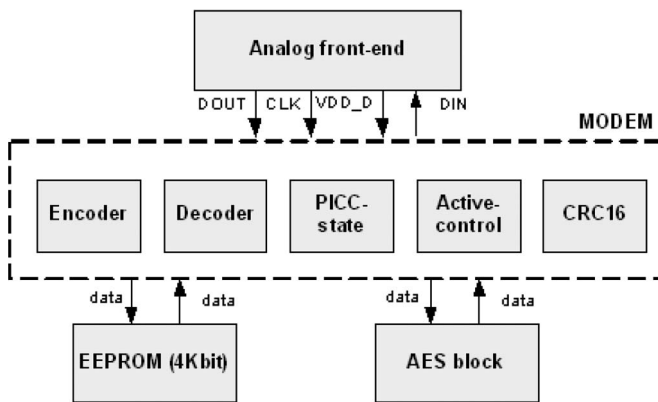 Analog front-end
DOUT CLK VDD_D DIN
MODEM
Encoder
Decoder
PICC-
state
Active-
control
CRC16
data data data data
EEPROM (4Kbit)
AES block